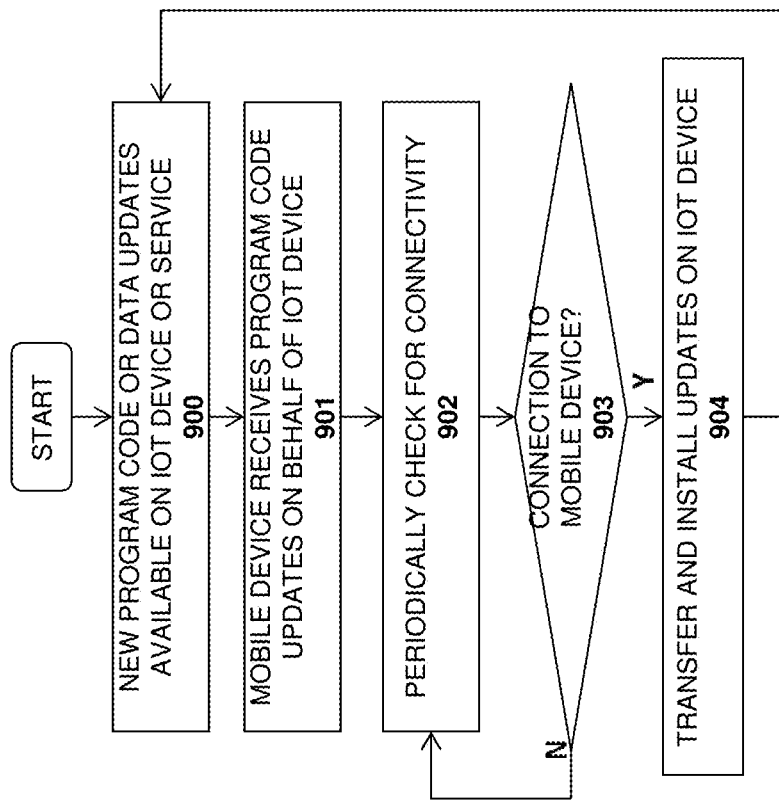 START
NEW PROGRAM CODE OR DATA UPDATES
AVAILABLE ON IOT DEVICE OR SERVICE
900
MOBILE DEVICE RECEIVES PROGRAM CODE
UPDATES ON BEHALF OF IOT DEVICE
901
PERIODICALLY CHECK FOR CONNECTIVITY
902
CONNECTION TO
MOBILE DEVICE?
903
N
Y
TRANSFER AND INSTALL UPDATES ON IOT DEVICE
904